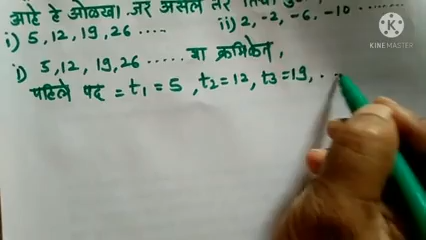 आहे हे ओळखा. जर असेल तर
i) 5, 12, 19, 26 ..... ii) 2, -2, -6, -10 ........
i) 5, 12, 19, 26 ..... या क्रमिकेत,
पहिले पद = t₁ = 5, t₂ = 12, t₃ = 19, ...
KINEMASTER